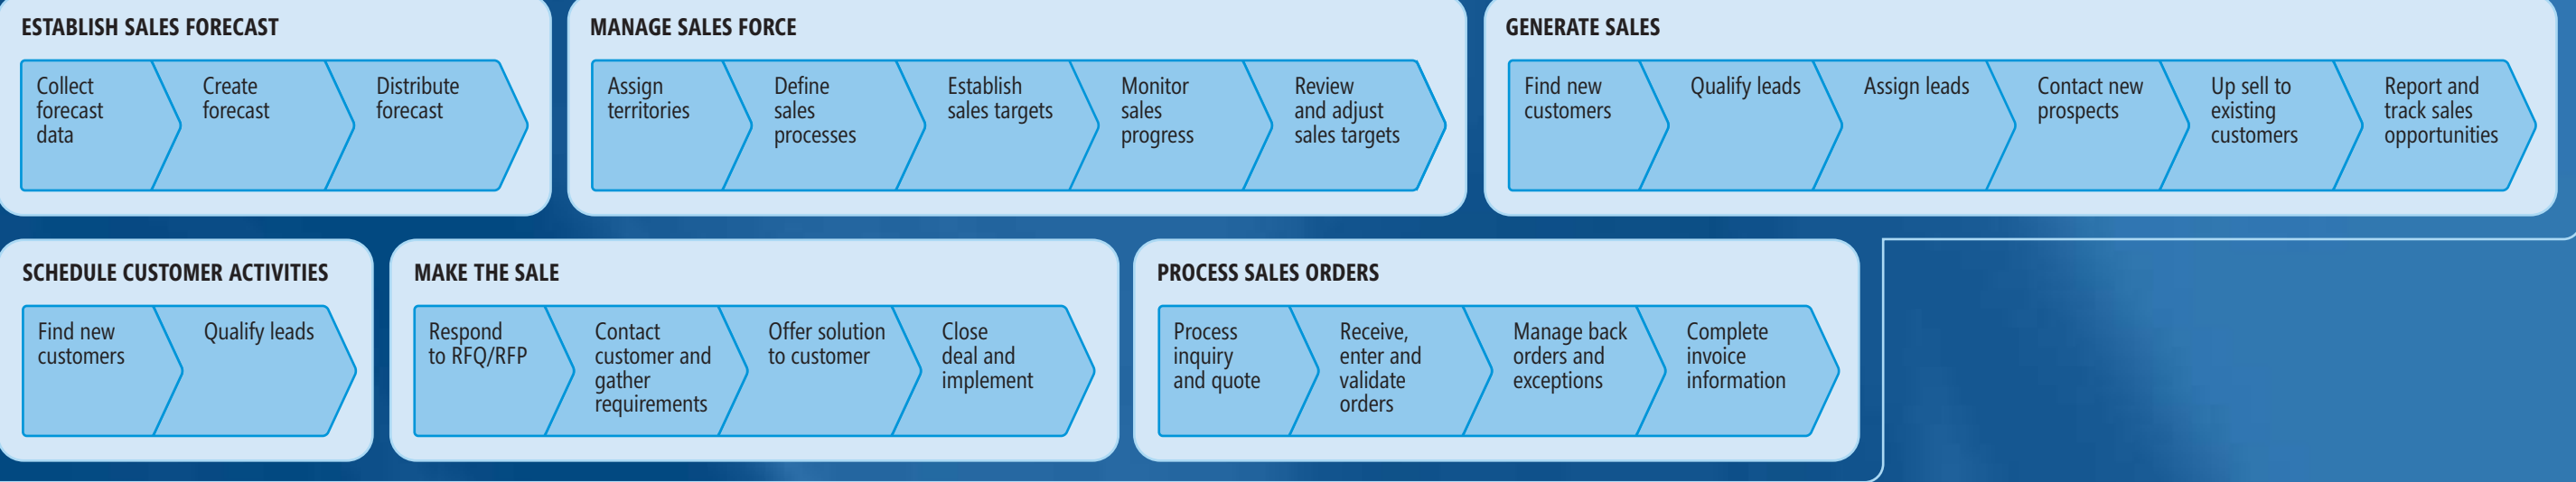 ESTABLISH SALES FORECAST
Collect
forecast
data
Create
forecast
Distribute
forecast
MANAGE SALES FORCE
Assign
territories
Define
sales
processes
Establish
sales targets
Monitor
sales
progress
Review
and adjust
sales targets
GENERATE SALES
Find new
customers
Qualify leads
Assign leads
Contact new
prospects
Up sell to
existing
customers
Report and
track sales
opportunities
SCHEDULE CUSTOMER ACTIVITIES
Find new
customers
Qualify leads
MAKE THE SALE
Respond
to RFQ/RFP
Contact
customer and
gather
requirements
Offer solution
to customer
Close
deal and
implement
PROCESS SALES ORDERS
Process
inquiry
and quote
Receive,
enter and
validate
orders
Manage back
orders and
exceptions
Complete
invoice
information